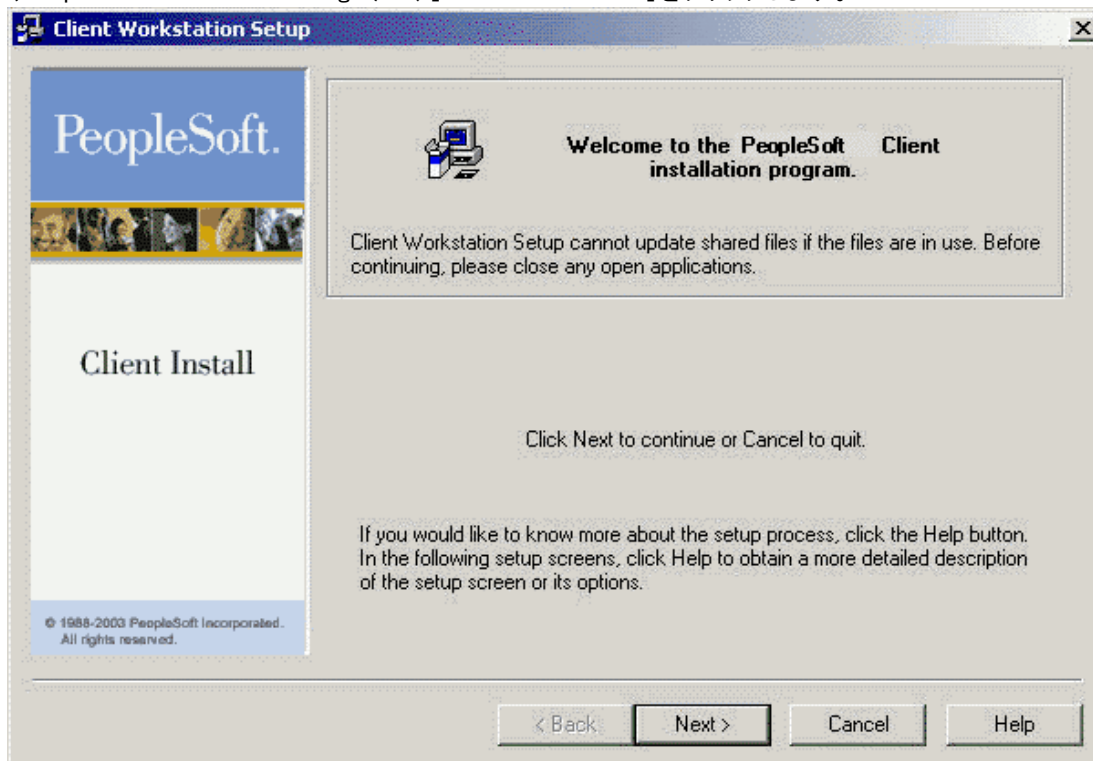 Client Workstation Setup
PeopleSoft.
Client Install
© 1988-2003 PeopleSoft Incorporated.
All rights reserved.
Welcome to the PeopleSoft Client
installation program.
Client Workstation Setup cannot update shared files if the files are in use. Before
continuing, please close any open applications.
Click Next to continue or Cancel to quit.
If you would like to know more about the setup process, click the Help button.
In the following setup screens, click Help to obtain a more detailed description
of the setup screen or its options.
< Back
Next >
Cancel
Help